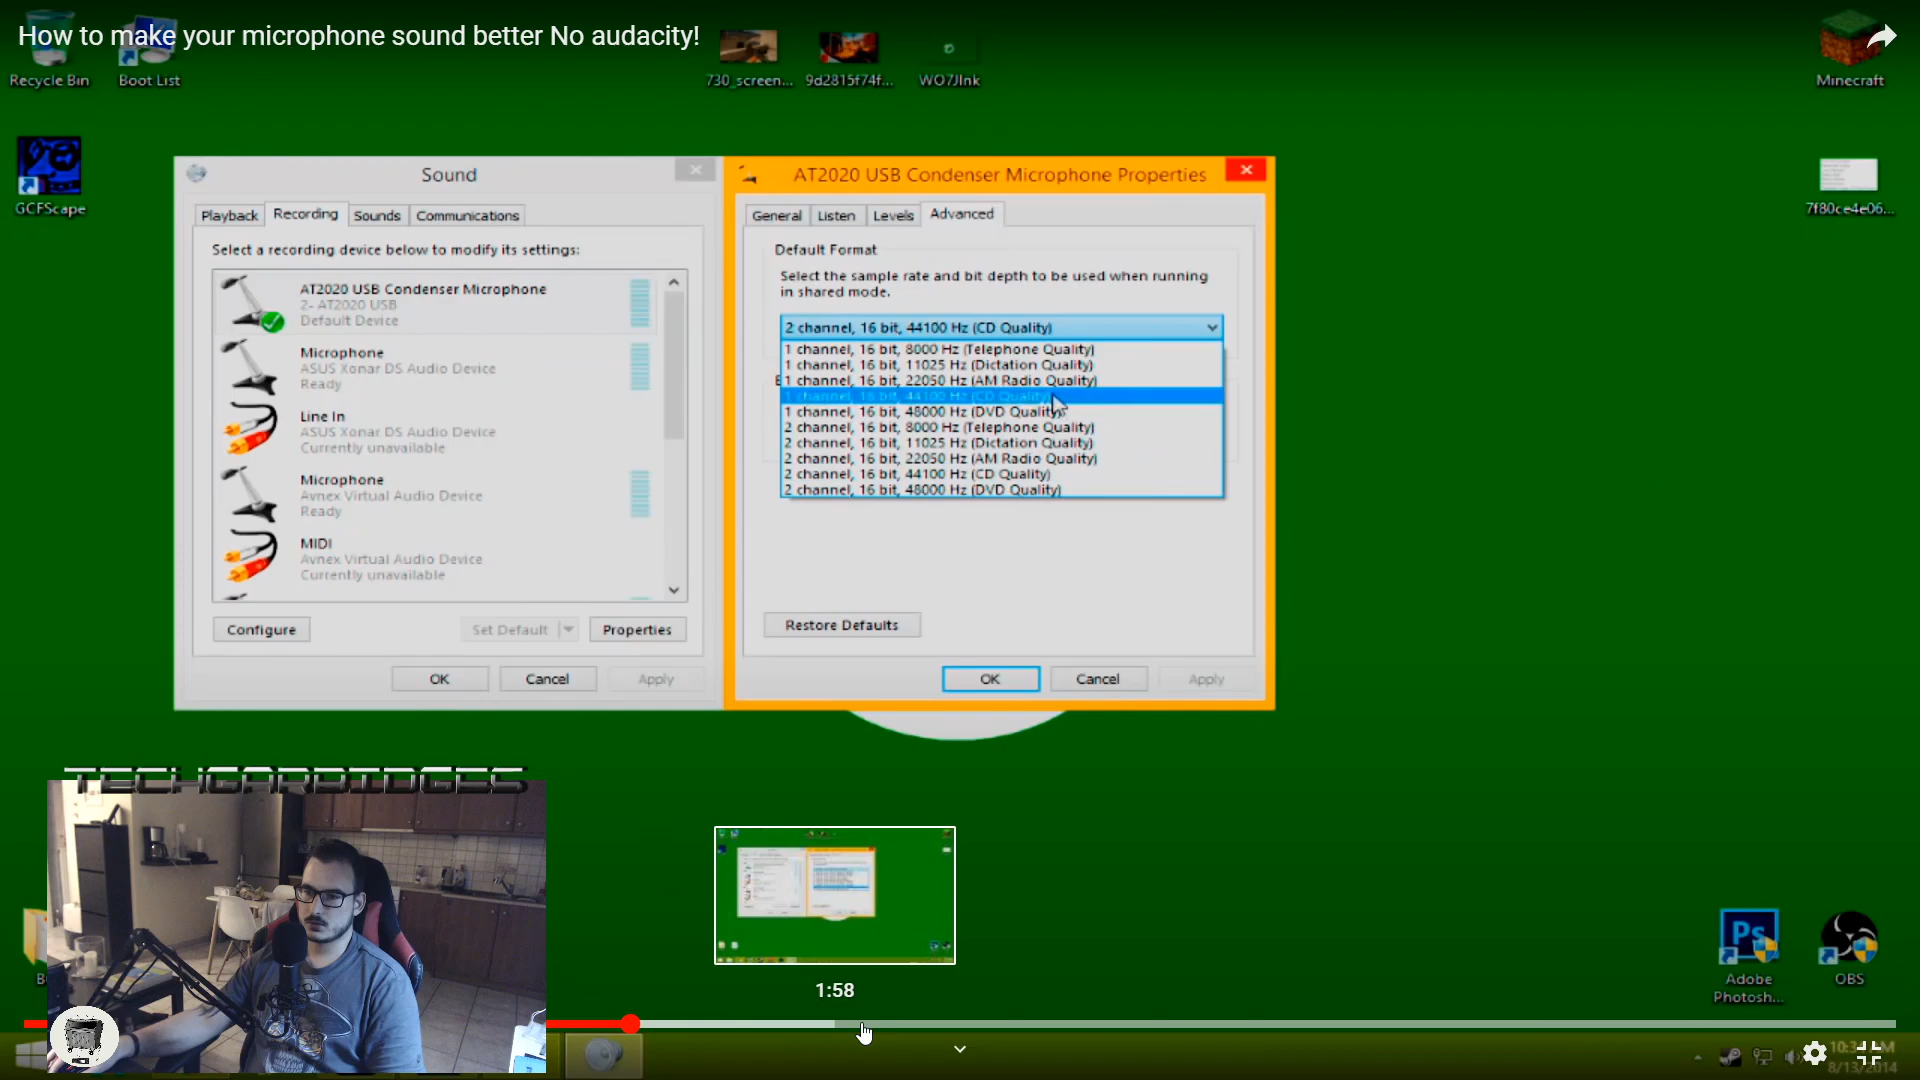 How to make your microphone sound better No audacity!
Recycle Bin
Boot List
730_screen...
9d2815f74f...
WO7JInk
Minecraft
GCFScape
7f80ce4e06...
Sound
Playback
Recording
Sounds
Communications
Select a recording device below to modify its settings:
AT2020 USB Condenser Microphone
2- AT2020 USB
Default Device
Microphone
ASUS Xonar DS Audio Device
Ready
Line In
ASUS Xonar DS Audio Device
Currently unavailable
Microphone
Avnex Virtual Audio Device
Ready
MIDI
Avnex Virtual Audio Device
Currently unavailable
Configure
Set Default
Properties
OK
Cancel
Apply
AT2020 USB Condenser Microphone Properties
General
Listen
Levels
Advanced
Default Format
Select the sample rate and bit depth to be used when running
in shared mode.
2 channel, 16 bit, 44100 Hz (CD Quality)
1 channel, 16 bit, 8000 Hz (Telephone Quality)
1 channel, 16 bit, 11025 Hz (Dictation Quality)
1 channel, 16 bit, 22050 Hz (AM Radio Quality)
1 channel, 16 bit, 44100 Hz (CD Quality)
1 channel, 16 bit, 48000 Hz (DVD Quality)
2 channel, 16 bit, 8000 Hz (Telephone Quality)
2 channel, 16 bit, 11025 Hz (Dictation Quality)
2 channel, 16 bit, 22050 Hz (AM Radio Quality)
2 channel, 16 bit, 44100 Hz (CD Quality)
2 channel, 16 bit, 48000 Hz (DVD Quality)
Restore Defaults
OK
Cancel
Apply
1:58
Ps
Adobe
Photosh...
OBS
8/13/2014